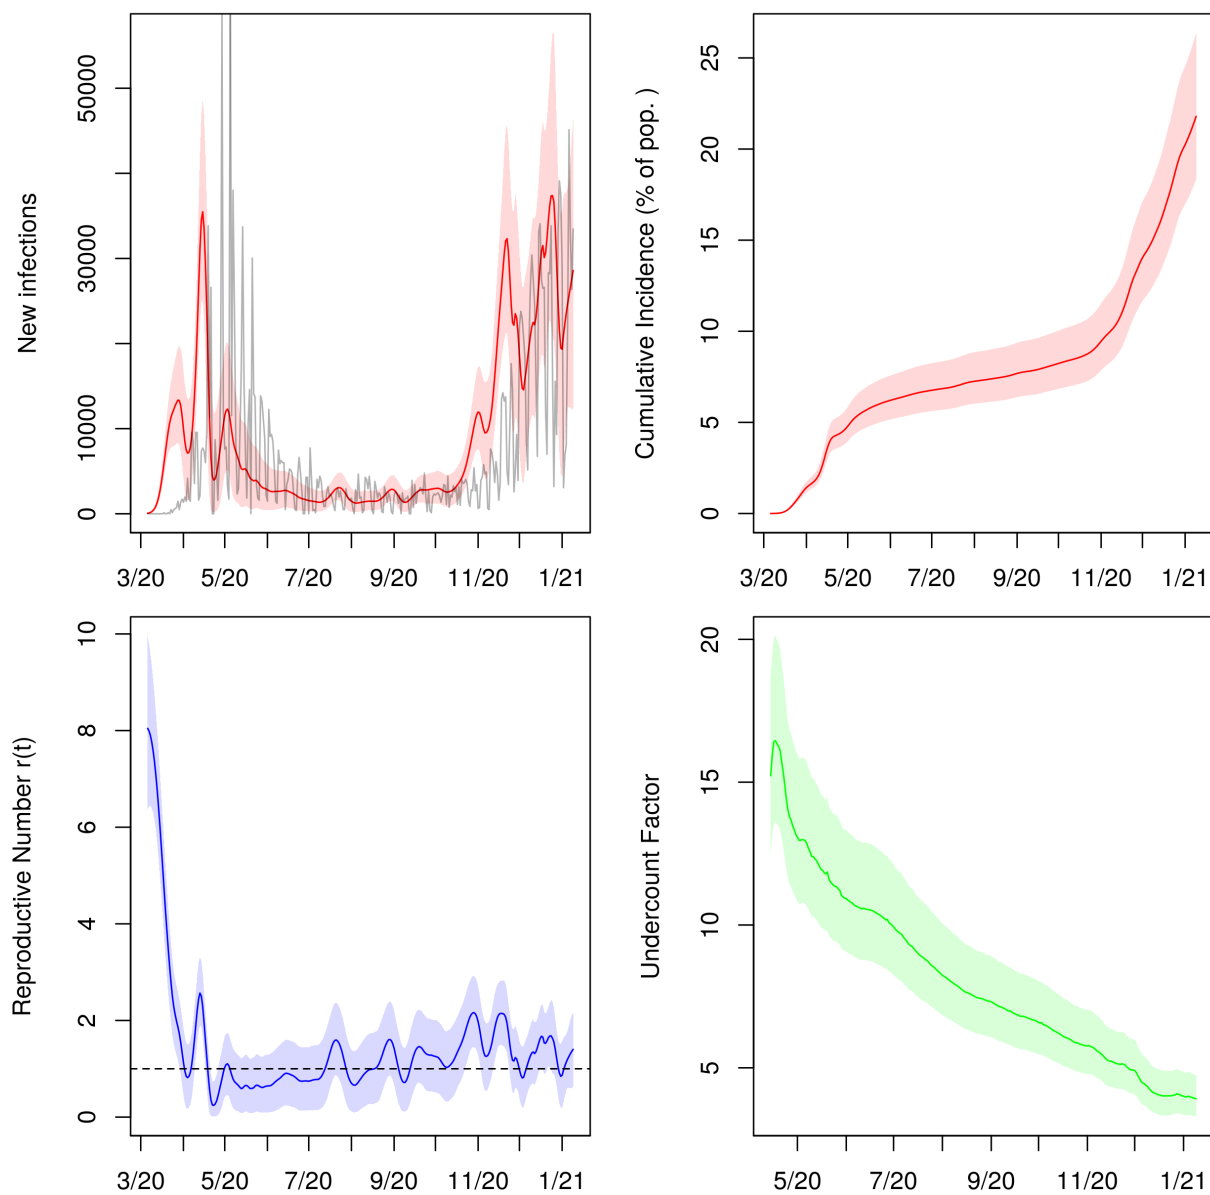 New infections
50000
30000
10000
0
3/20 5/20 7/20 9/20 11/20 1/21
Cumulative Incidence (% of pop. )
25
20
15
10
5
0
3/20 5/20 7/20 9/20 11/20 1/21
Reproductive Number r(t)
10
8
6
4
2
0
3/20 5/20 7/20 9/20 11/20 1/21
Undercount Factor
20
15
10
5
5/20 7/20 9/20 11/20 1/21